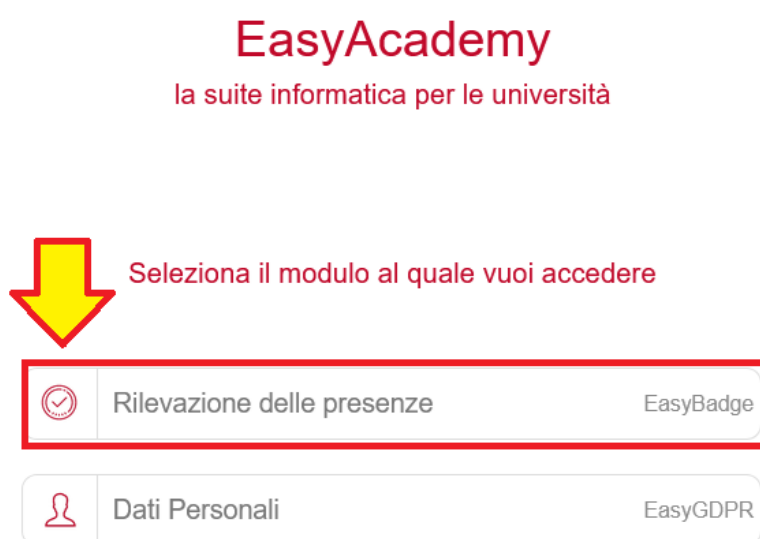 EasyAcademy
la suite informatica per le università
Seleziona il modulo al quale vuoi accedere
Rilevazione delle presenze EasyBadge
Dati Personali EasyGDPR